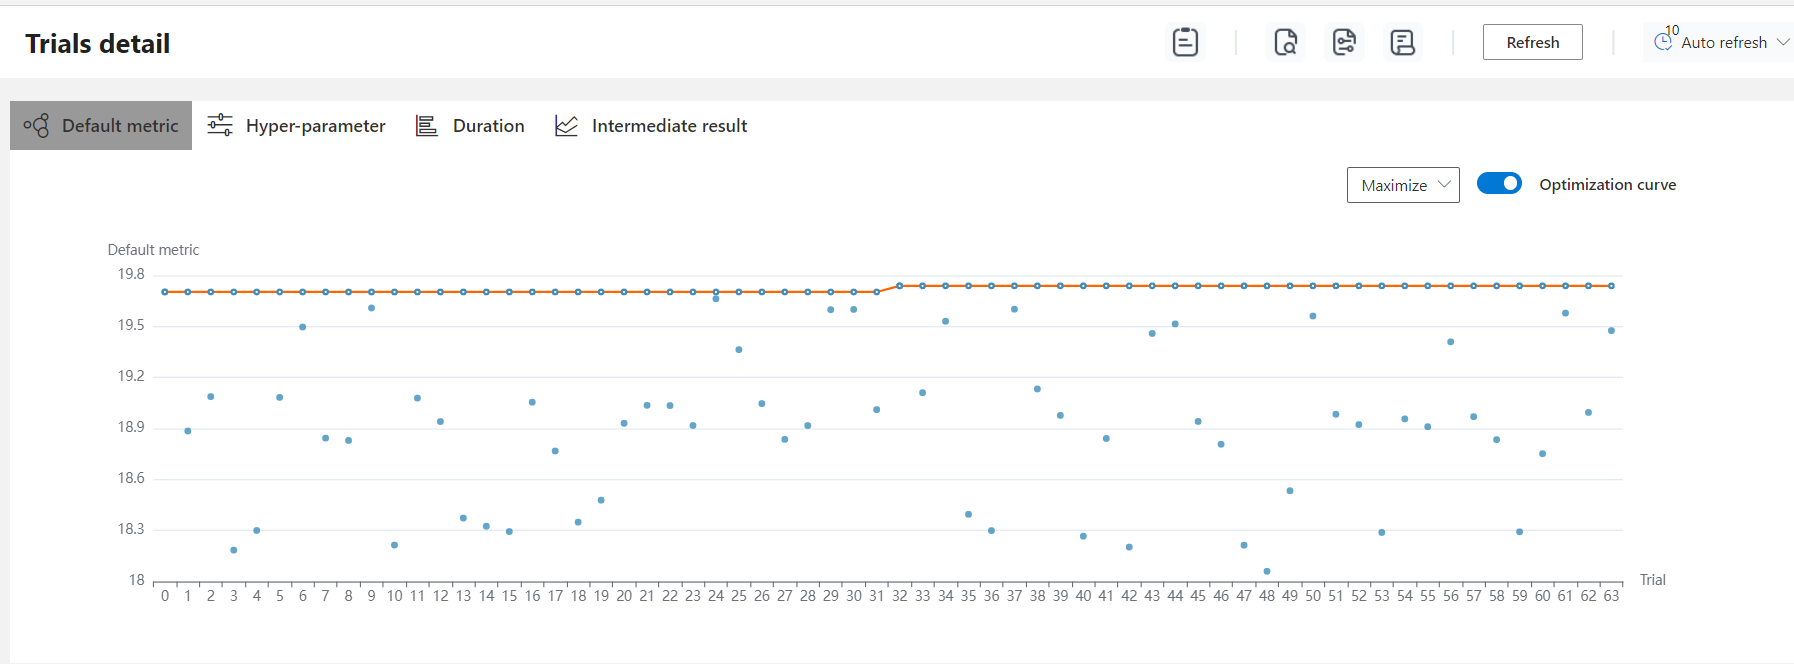 Trials detail
Refresh
10
Auto refresh
Default metric
Hyper-parameter
Duration
Intermediate result
Maximize
Optimization curve
Default metric
19.8
19.5
19.2
18.9
18.6
18.3
18
0 1 2 3 4 5 6 7 8 9 10 11 12 13 14 15 16 17 18 19 20 21 22 23 24 25 26 27 28 29 30 31 32 33 34 35 36 37 38 39 40 41 42 43 44 45 46 47 48 49 50 51 52 53 54 55 56 57 58 59 60 61 62 63
Trial